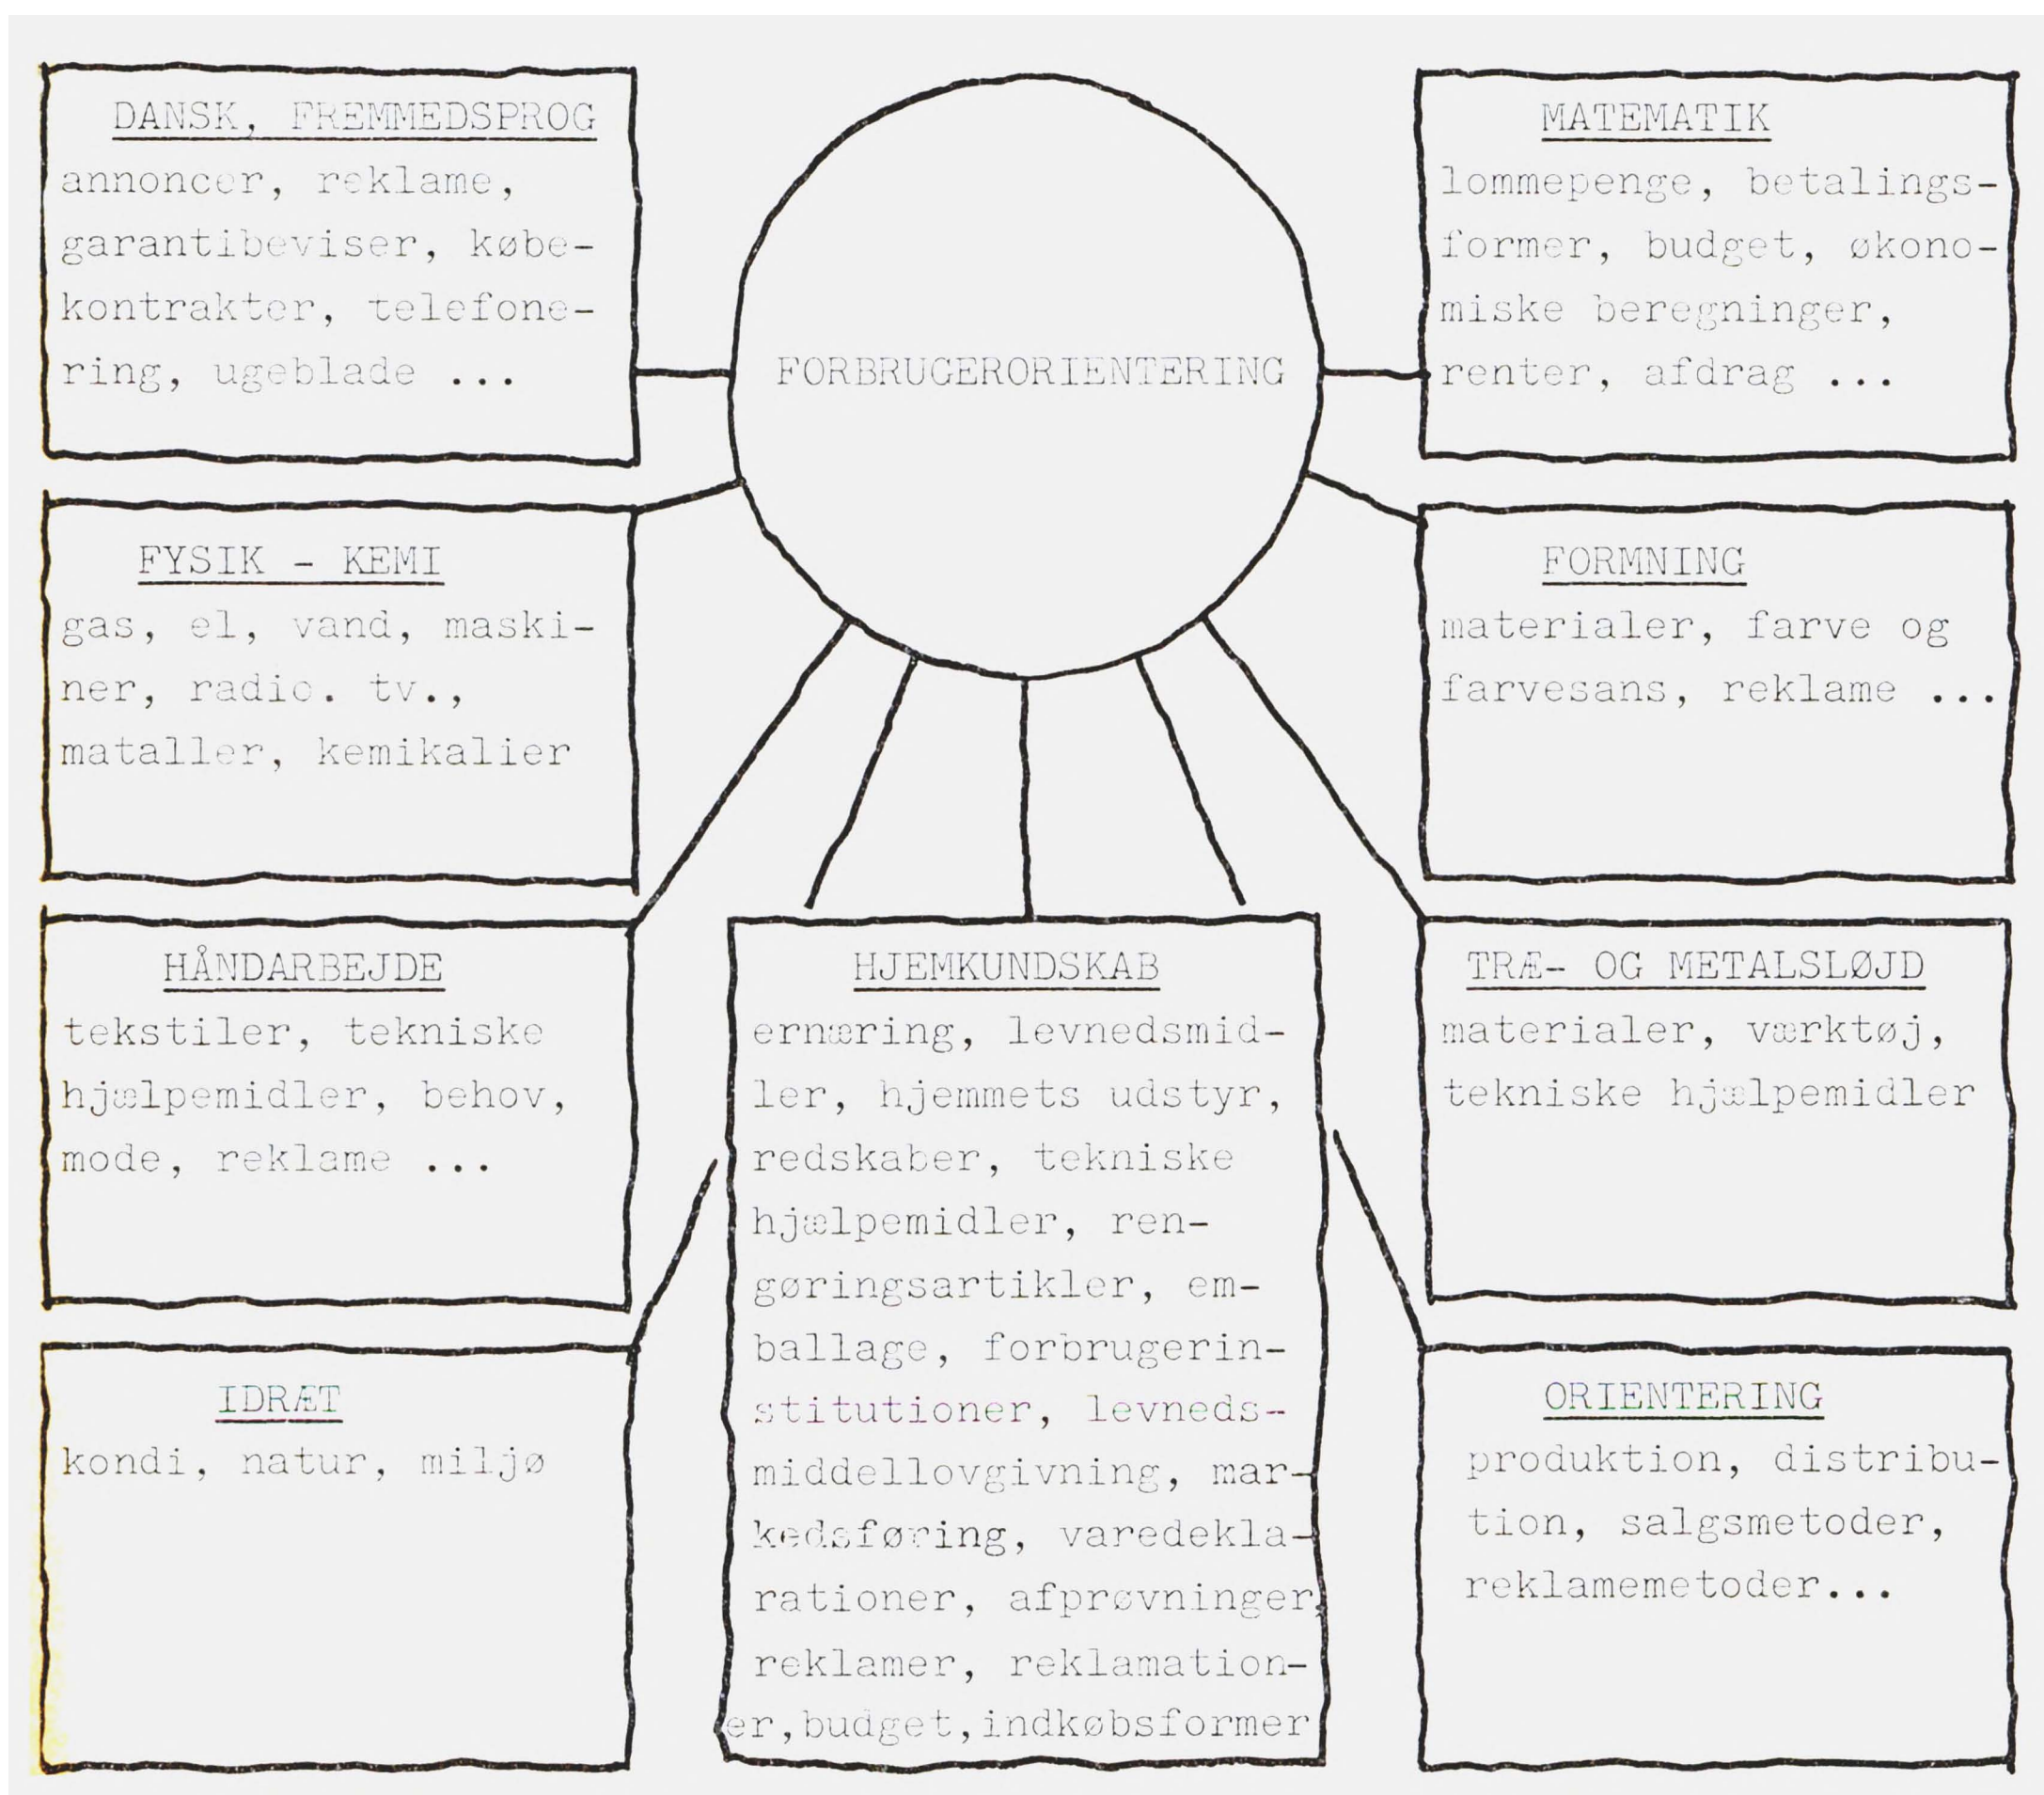 DANSK, FREMMEDSPROG
annoncer, reklame,
garantibeviser, købe-
kontrakter, telefone-
ring, ugeblade ...
FORBRUGERORIENTERING
MATEMATIK
lommepenge, betalings-
former, budget, økono-
miske beregninger,
renter, afdrag ...
FYSIK - KEMI
gas, el, vand, maski-
ner, radio. tv.,
mataller, kemikalier
FORMNING
materialer, farve og
farvesans, reklame ...
HÅNDARBEJDE
tekstiler, tekniske
hjælpemidler, behov,
mode, reklame ...
HJEMKUNDSKAB
ernæring, levnedsmid-
ler, hjemmets udstyr,
redskaber, tekniske
hjælpemidler, ren-
gøringsartikler, em-
ballage, forbrugerin-
stitutioner, levneds-
middellovgivning, mar-
kedsføring, varedekla-
rationer, afprøvninger,
reklamer, reklamation-
er,budget,indkøbsformer
TRÆ- OG METALSLØJD
materialer, værktøj,
tekniske hjælpemidler
IDRÆT
kondi, natur, miljø
ORIENTERING
produktion, distribu-
tion, salgsmetoder,
reklamemetoder...